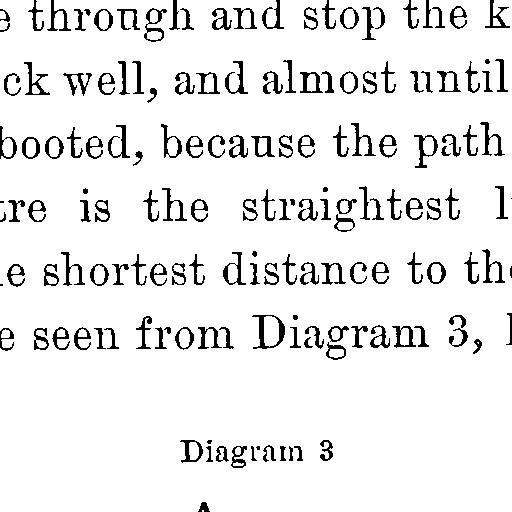 through and stop the
ck well, and almost until
booted, because the path
tre is the straightest
shortest distance to the
seen from Diagram 3,
Diagram 3
A